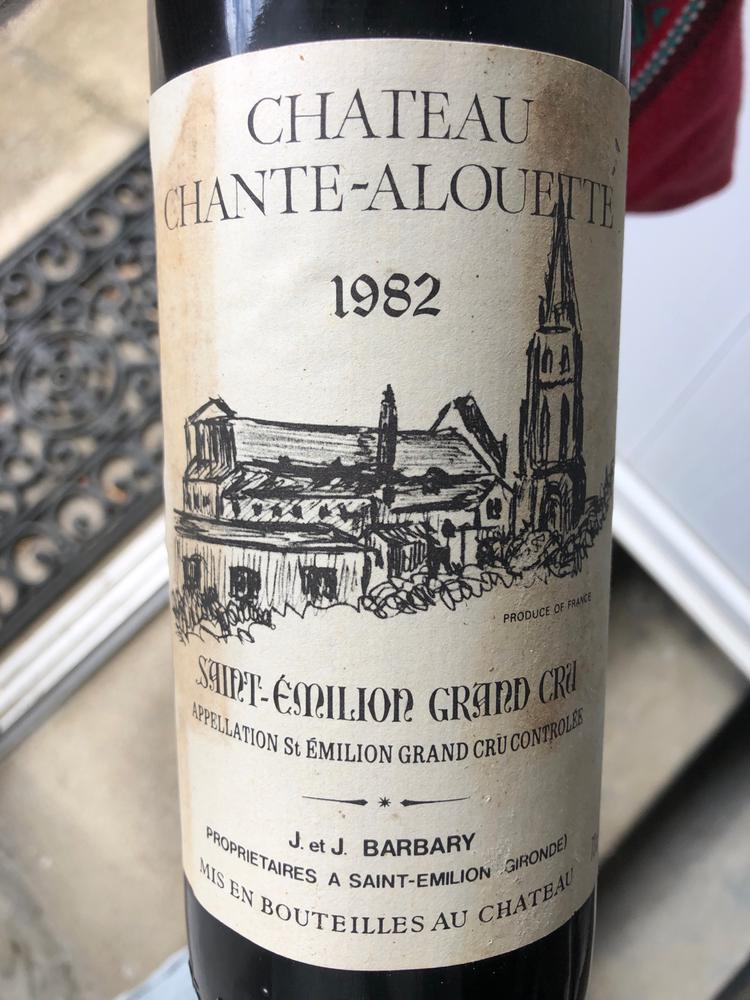 CHATEAU
CHANTE-ALOUETTE
1982
PRODUCE OF FRANCE
SAINT-ÉMILION GRAND CRU
APPELLATION St ÉMILION GRAND CRU CONTROLÉE
J. et J. BARBARY
PROPRIETAIRES A SAINT-EMILION GIRONDE)
MIS EN BOUTEILLES AU CHATEAU